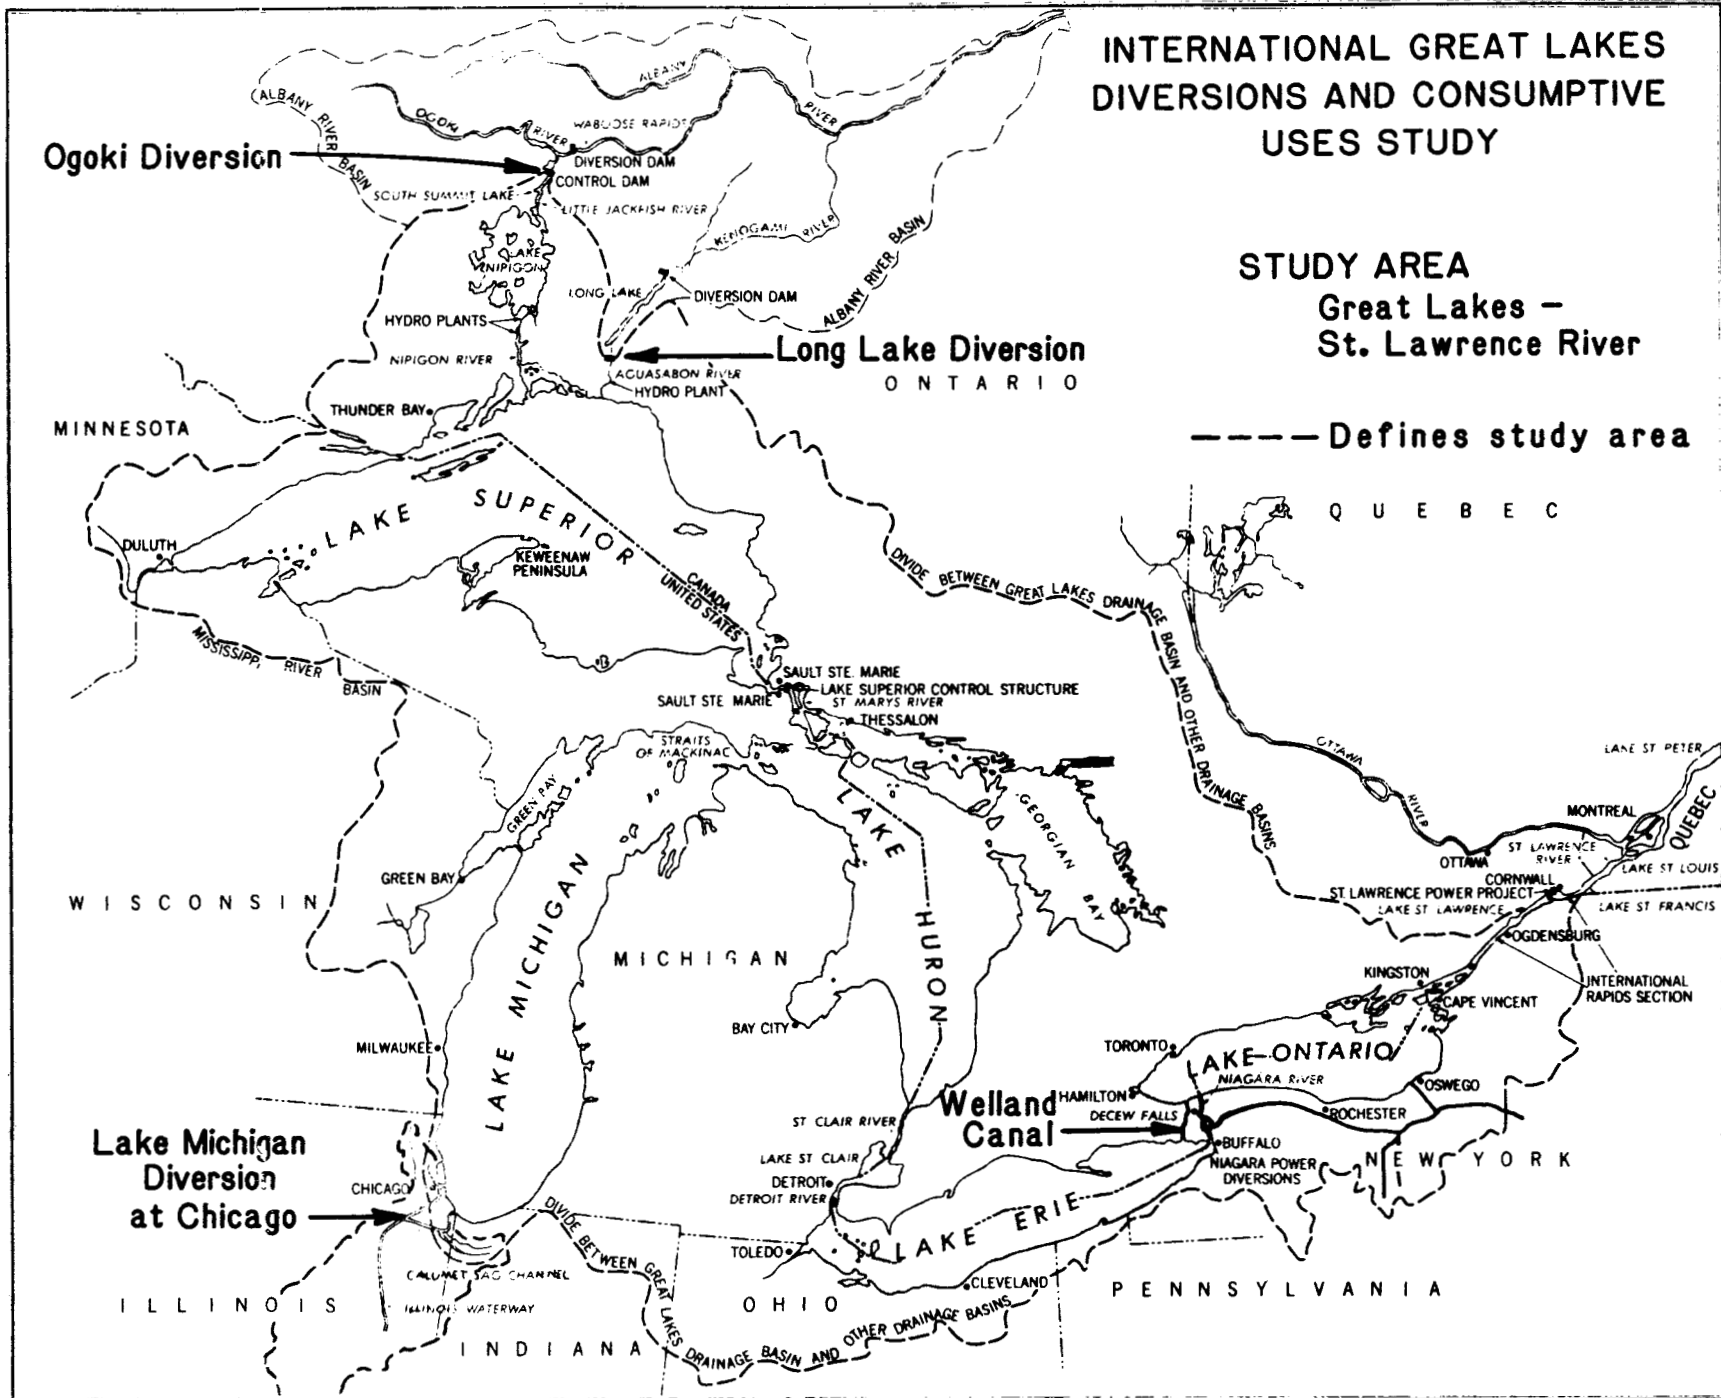 INTERNATIONAL GREAT LAKES
DIVERSIONS AND CONSUMPTIVE
USES STUDY
STUDY AREA
Great Lakes –
St. Lawrence River
---- Defines study area
ALBANY
RIVER
ALBANY RIVER BASIN
OGOKI
RIVER
WABOOSE RAPIDS
Ogoki Diversion
DIVERSION DAM
CONTROL DAM
SOUTH SUMMIT LAKE
LITTLE JACKFISH RIVER
KENOGAMI RIVER
ALBANY RIVER BASIN
LAKE
NIPIGON
LONG LAKE
DIVERSION DAM
HYDRO PLANTS
Long Lake Diversion
NIPIGON RIVER
AGUASABON RIVER
HYDRO PLANT
ONTARIO
THUNDER BAY
MINNESOTA
LAKE SUPERIOR
QUEBEC
DULUTH
KEWEENAW
PENINSULA
CANADA
UNITED STATES
DIVIDE BETWEEN GREAT LAKES DRAINAGE BASIN AND OTHER DRAINAGE BASINS
MISSISSIPPI RIVER BASIN
SAULT STE. MARIE
LAKE SUPERIOR CONTROL STRUCTURE
SAULT STE MARIE
ST MARYS RIVER
THESSALON
STRAITS
OF MACKINAC
OTTAWA
RIVER
LAKE ST PETER
GREEN BAY
LAKE HURON
GEORGIAN BAY
MONTREAL
QUEBEC
ST LAWRENCE
RIVER
OTTAWA
LAKE ST LOUIS
CORNWALL
ST. LAWRENCE POWER PROJECT
LAKE ST LAWRENCE
LAKE ST FRANCIS
GREEN BAY
WISCONSIN
LAKE MICHIGAN
MICHIGAN
OGDENSBURG
KINGSTON
INTERNATIONAL
RAPIDS SECTION
CAPE VINCENT
BAY CITY
MILWAUKEE
TORONTO
LAKE ONTARIO
NIAGARA RIVER
OSWEGO
HAMILTON
Welland
Canal
DECEW FALLS
ROCHESTER
ST CLAIR RIVER
BUFFALO
NIAGARA POWER
DIVERSIONS
NEW YORK
Lake Michigan
Diversion
at Chicago
CHICAGO
LAKE ST CLAIR
DETROIT
DETROIT RIVER
LAKE ERIE
TOLEDO
CLEVELAND
DIVIDE BETWEEN GREAT LAKES DRAINAGE BASIN AND OTHER DRAINAGE BASINS
CALUMET SAG CHANNEL
ILLINOIS WATERWAY
ILLINOIS
INDIANA
OHIO
PENNSYLVANIA